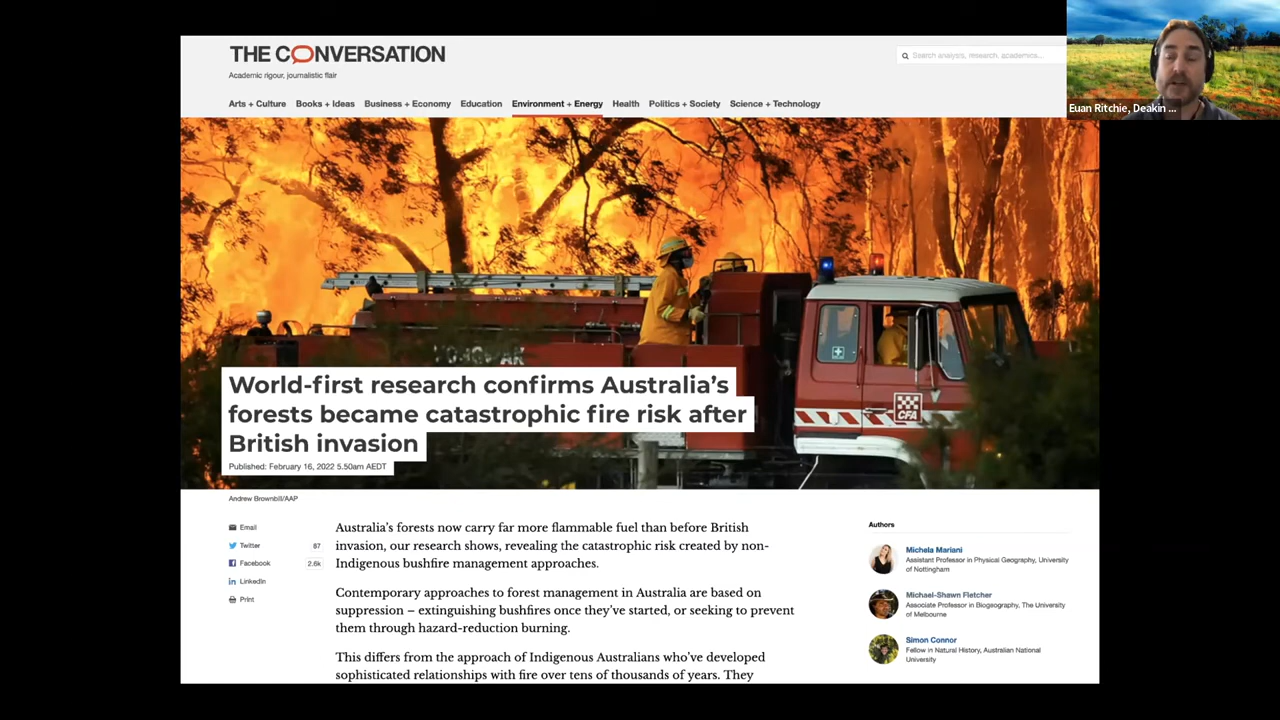 THE CONVERSATION
Academic rigour, journalistic flair
Search analysis, research, academics...
Euan Ritchie, Deakin ...
Arts + Culture Books + Ideas Business + Economy Education Environment + Energy Health Politics + Society Science + Technology
CFA
World-first research confirms Australia's
forests became catastrophic fire risk after
British invasion
Published: February 16, 2022 5.50am AEDT
Andrew Brownbill/AAP
Email
Twitter 87
Facebook 2.6k
LinkedIn
Print
Australia's forests now carry far more flammable fuel than before British
invasion, our research shows, revealing the catastrophic risk created by non-
Indigenous bushfire management approaches.
Contemporary approaches to forest management in Australia are based on
suppression – extinguishing bushfires once they've started, or seeking to prevent
them through hazard-reduction burning.
This differs from the approach of Indigenous Australians who've developed
sophisticated relationships with fire over tens of thousands of years. They
Authors
Michela Mariani
Assistant Professor in Physical Geography, University
of Nottingham
Michael-Shawn Fletcher
Associate Professor in Biogeography, The University
of Melbourne
Simon Connor
Fellow in Natural History, Australian National
University